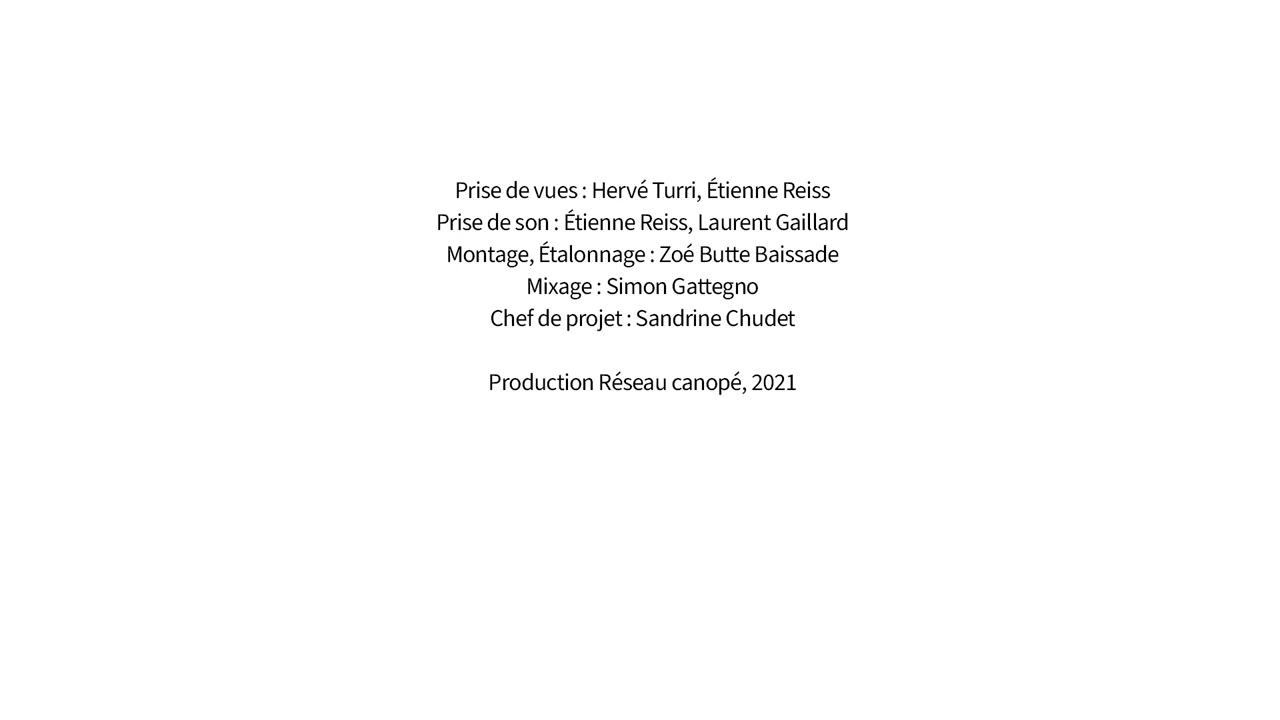 Prise de vues : Hervé Turri, Étienne Reiss
Prise de son : Étienne Reiss, Laurent Gaillard
Montage, Étalonnage : Zoé Butte Baissade
Mixage : Simon Gattegno
Chef de projet : Sandrine Chudet
Production Réseau canopé, 2021